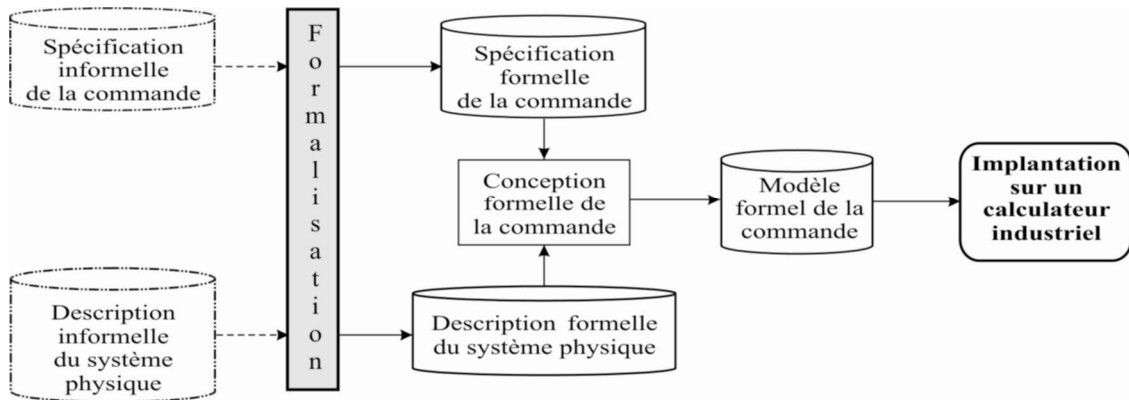 Spécification
informelle
de la commande
Formalisation
Spécification
formelle
de la commande
Conception
formelle de
la commande
Modèle
formel de la
commande
Implantation
sur un
calculateur
industriel
Description
informelle
du système
physique
Description formelle
du système physique